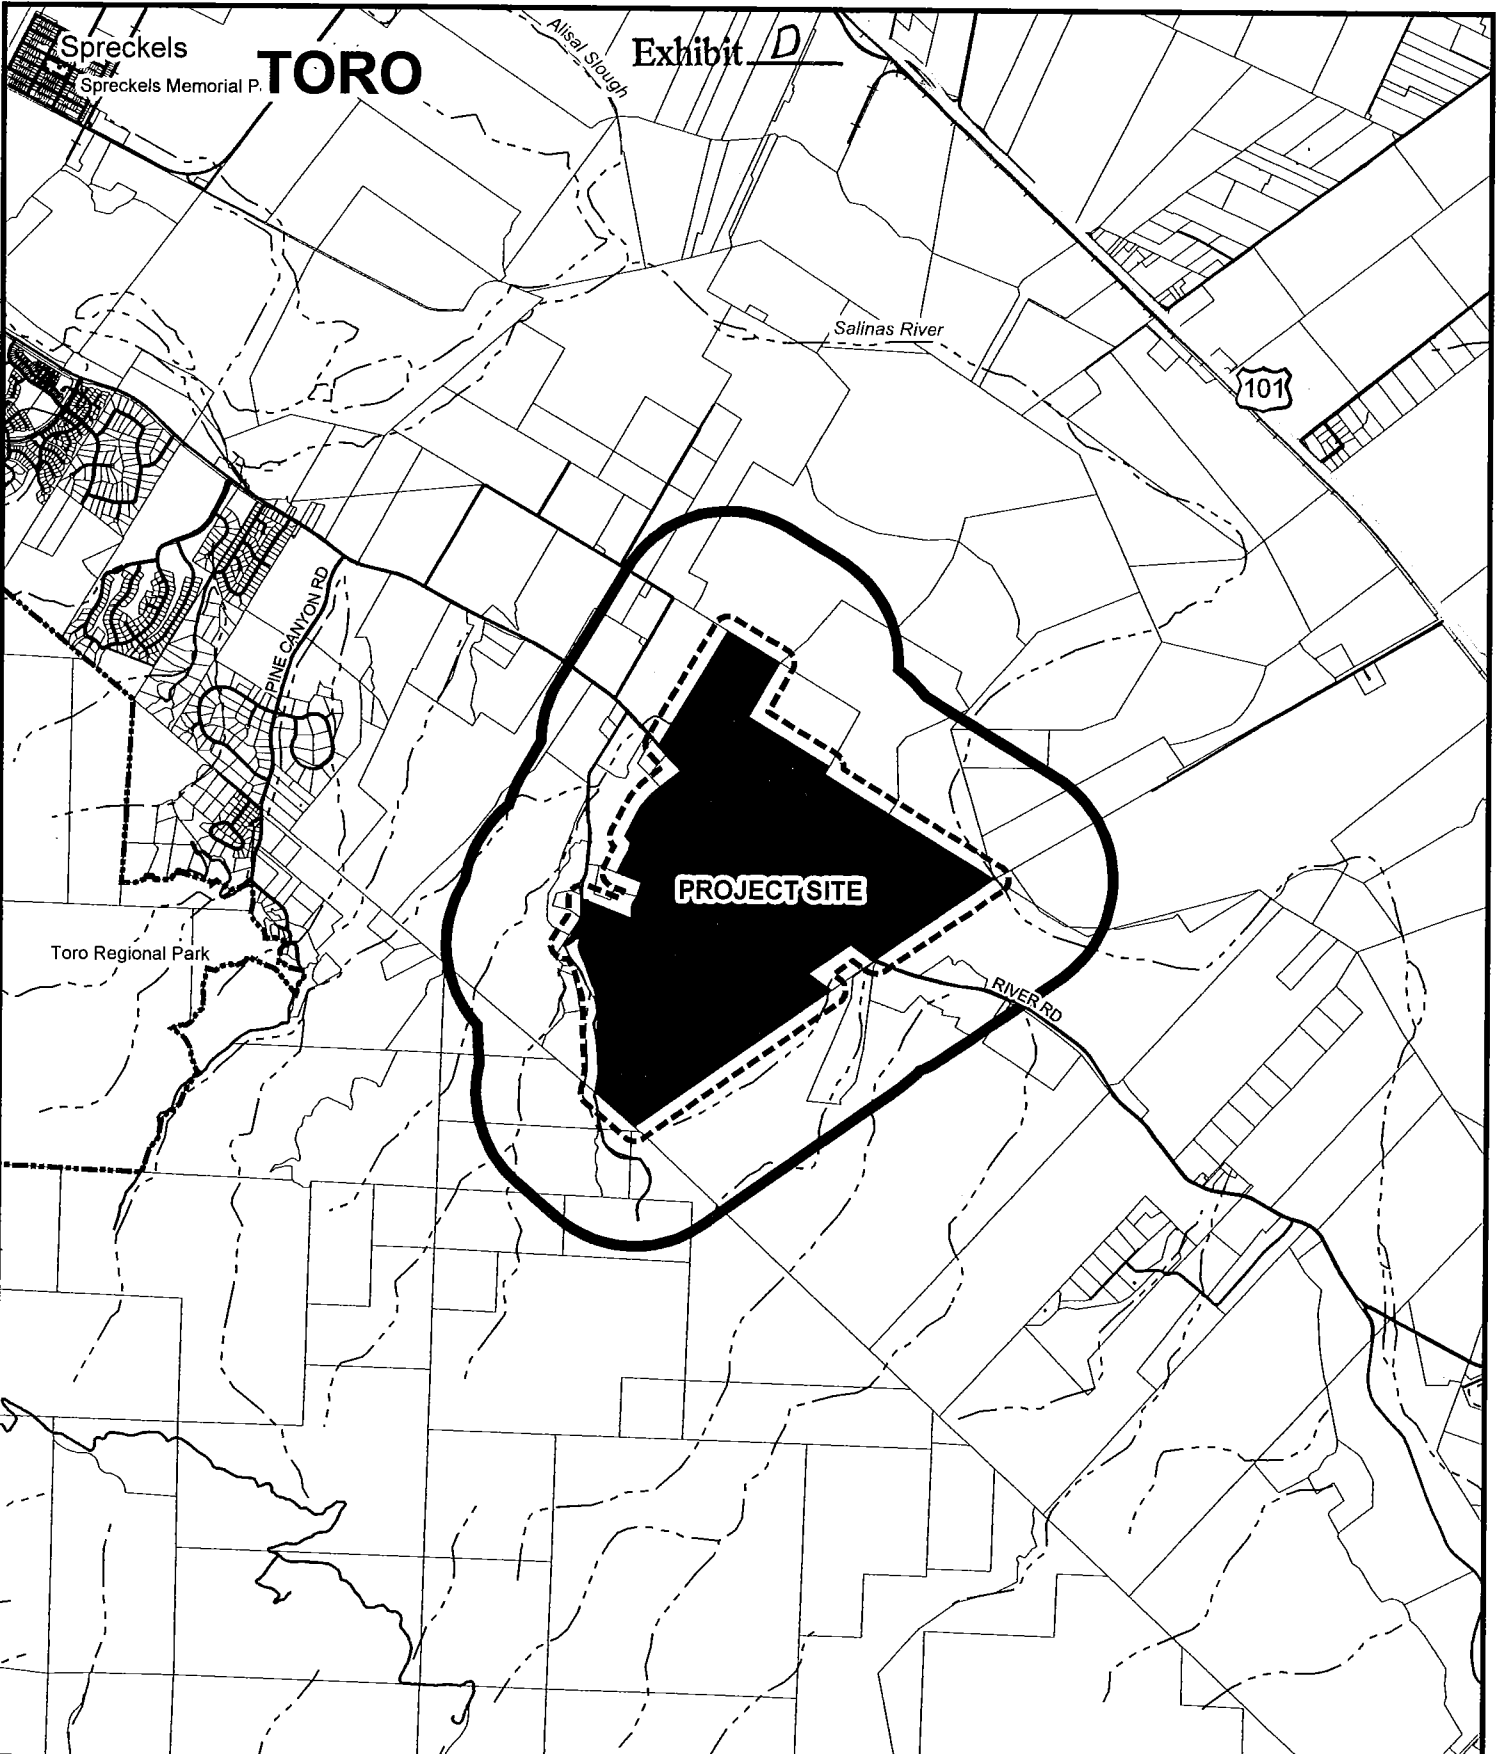 Spreckels
Spreckels Memorial P.
TORO
Alisal Slough
Exhibit D
Salinas River
101
PINE CANYON RD
PROJECT SITE
Toro Regional Park
RIVER RD